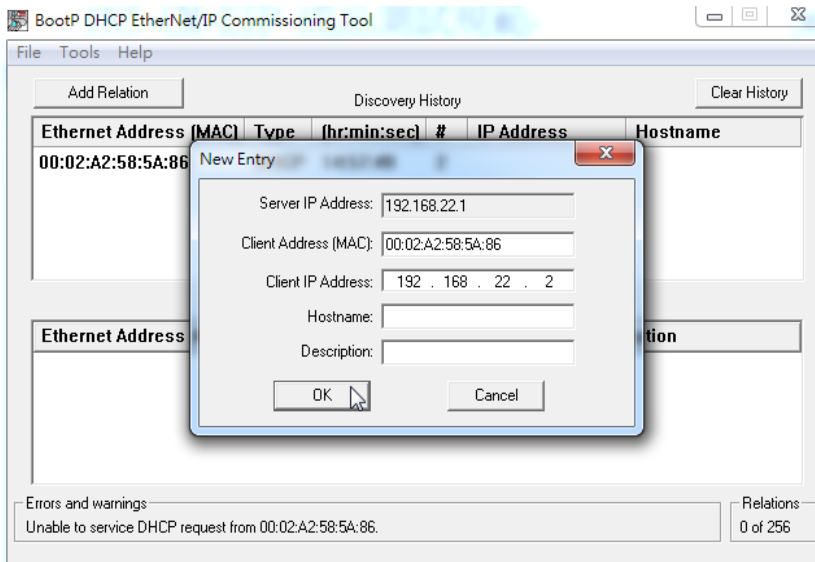 BootP DHCP EtherNet/IP Commissioning Tool
File Tools Help
Add Relation
Discovery History
Clear History
Ethernet Address (MAC) Type (hr:min:sec) # IP Address Hostname
00:02:A2:58:5A:86
New Entry
Server IP Address: 192.168.22.1
Client Address (MAC): 00:02:A2:58:5A:86
Client IP Address: 192 . 168 . 22 . 2
Hostname:
Description:
OK Cancel
Ethernet Address
tion
Errors and warnings
Unable to service DHCP request from 00:02:A2:58:5A:86.
Relations
0 of 256